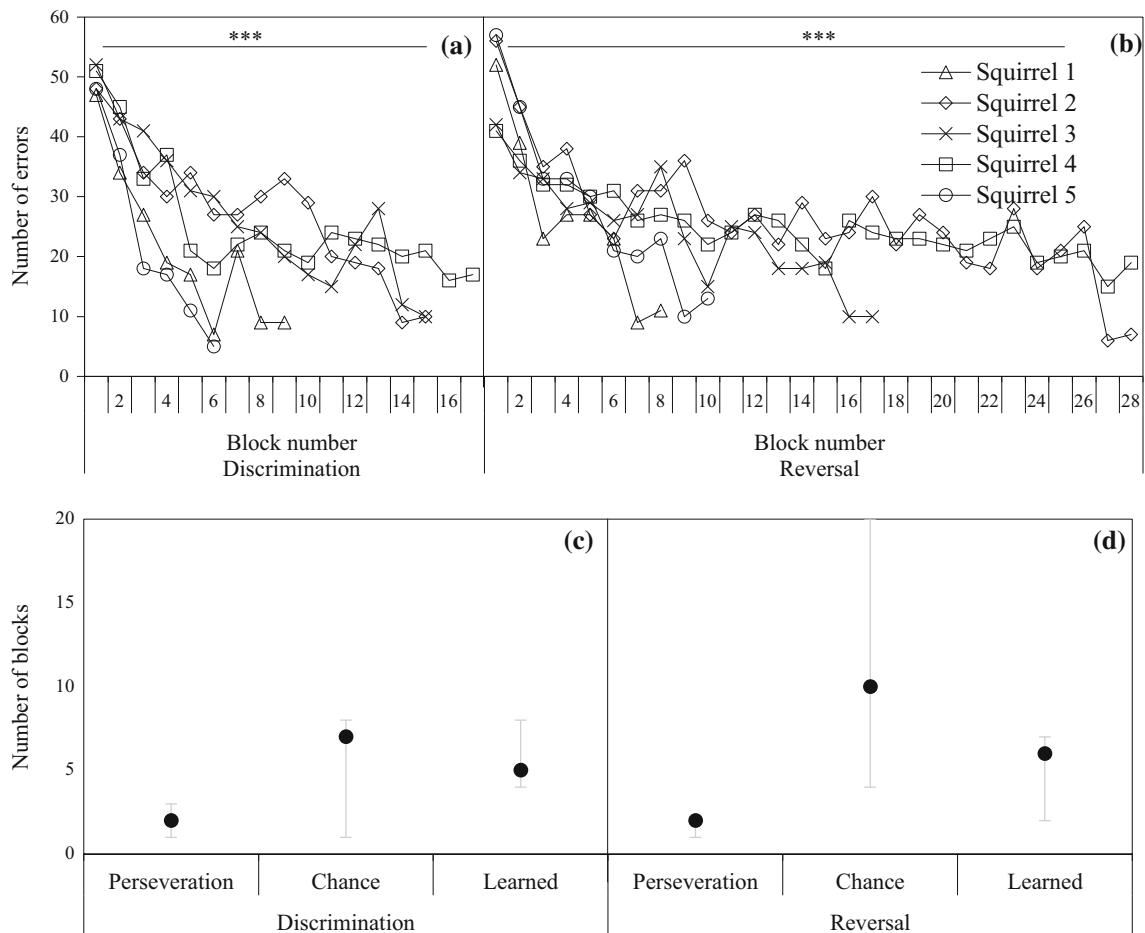 60
50
40
30
20
10
0
Number of errors
***
(a)
***
(b)
Squirrel 1
Squirrel 2
Squirrel 3
Squirrel 4
Squirrel 5
2 4 6 8 10 12 14 16
2 4 6 8 10 12 14 16 18 20 22 24 26 28
Block number
Discrimination
Block number
Reversal
20
15
10
5
0
Number of blocks
(c)
(d)
Perseveration Chance Learned
Perseveration Chance Learned
Discrimination
Reversal